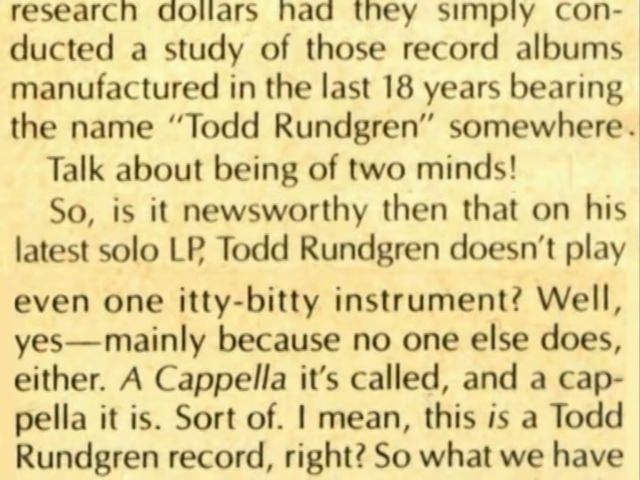 research dollars had they simply con-
ducted a study of those record albums
manufactured in the last 18 years bearing
the name "Todd Rundgren" somewhere.
Talk about being of two minds!
So, is it newsworthy then that on his
latest solo LP, Todd Rundgren doesn't play
even one itty-bitty instrument? Well,
yes—mainly because no one else does,
either. A Cappella it's called, and a cap-
pella it is. Sort of. I mean, this is a Todd
Rundgren record, right? So what we have